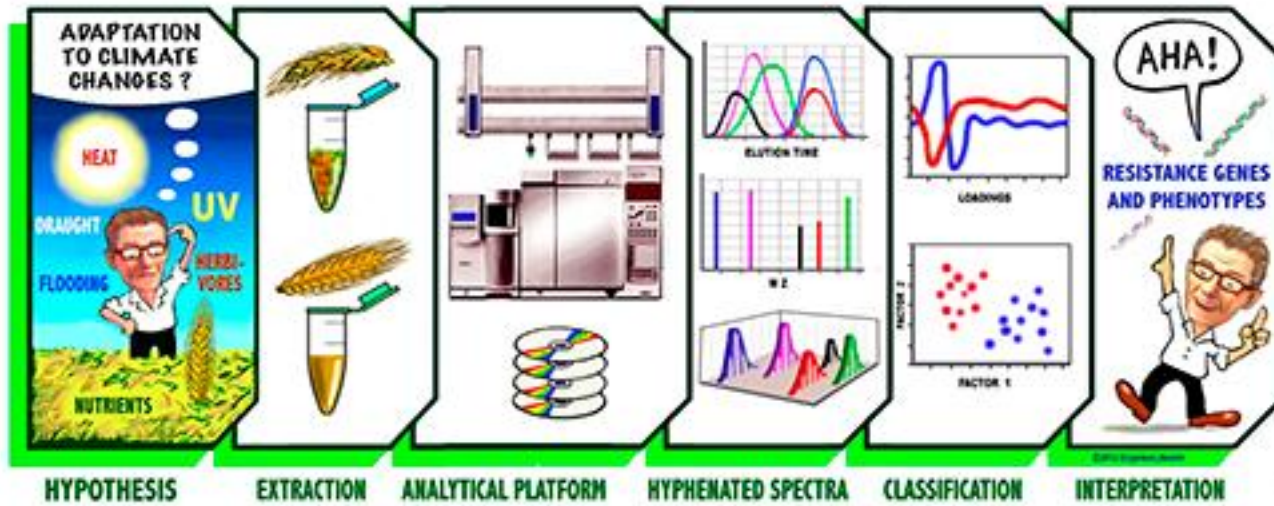 ADAPTATION
TO CLIMATE
CHANGES ?
HEAT
UV
DRAUGHT
FLOODING
HERBI-
VORES
NUTRIENTS
HYPOTHESIS
EXTRACTION
ANALYTICAL PLATFORM
ELUTION TIME
M Z
HYPHENATED SPECTRA
LOADINGS
FACTOR 2
FACTOR 1
CLASSIFICATION
AHA!
RESISTANCE GENES
AND PHENOTYPES
INTERPRETATION